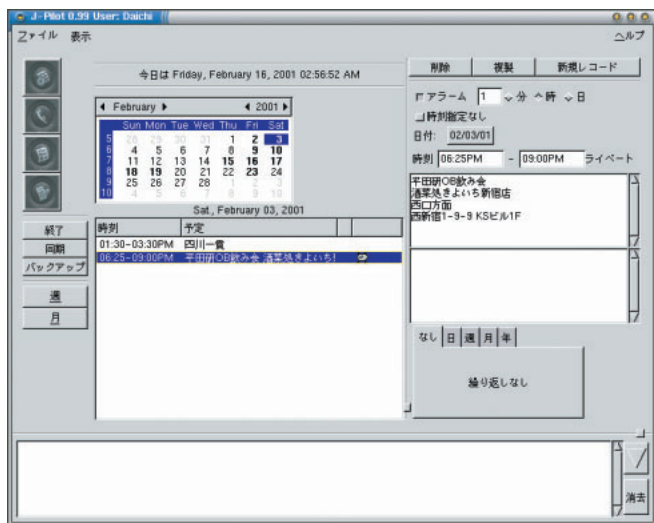 J-Pilot 0.99 User: Daichi
ファイル 表示 ヘルプ
今日は Friday, February 16, 2001 02:56:52 AM
February 2001
Sun Mon Tue Wed Thu Fri Sat
5 28 29 30 31 1 2 3
6 4 5 6 7 8 9 10
7 11 12 13 14 15 16 17
8 18 19 20 21 22 23 24
9 25 26 27 28 1 2 3
10 4 5 6 7 8 9 10
Sat, February 03, 2001
時刻 予定
01:30-03:30PM 四川一貴
06:25-09:00PM 平田研OB飲み会 酒菜処きよいち!
終了
同期
バックアップ
週
月
削除 複製 新規レコード
アラーム 1 分 時 日
時刻指定なし
日付: 02/03/01
時刻 06:25PM - 09:00PM ライベート
平田研OB飲み会
酒菜処きよいち新宿店
西口方面
西新宿1-9-9 KSビル1F
なし 日 週 月 年
繰り返しなし
消去